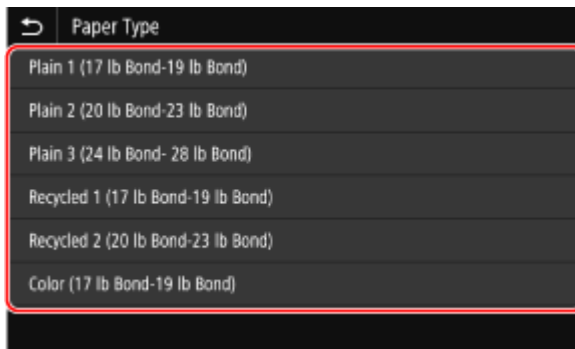 Paper Type
Plain 1 (17 lb Bond-19 lb Bond)
Plain 2 (20 lb Bond-23 lb Bond)
Plain 3 (24 lb Bond- 28 lb Bond)
Recycled 1 (17 lb Bond-19 lb Bond)
Recycled 2 (20 lb Bond-23 lb Bond)
Color (17 lb Bond-19 lb Bond)